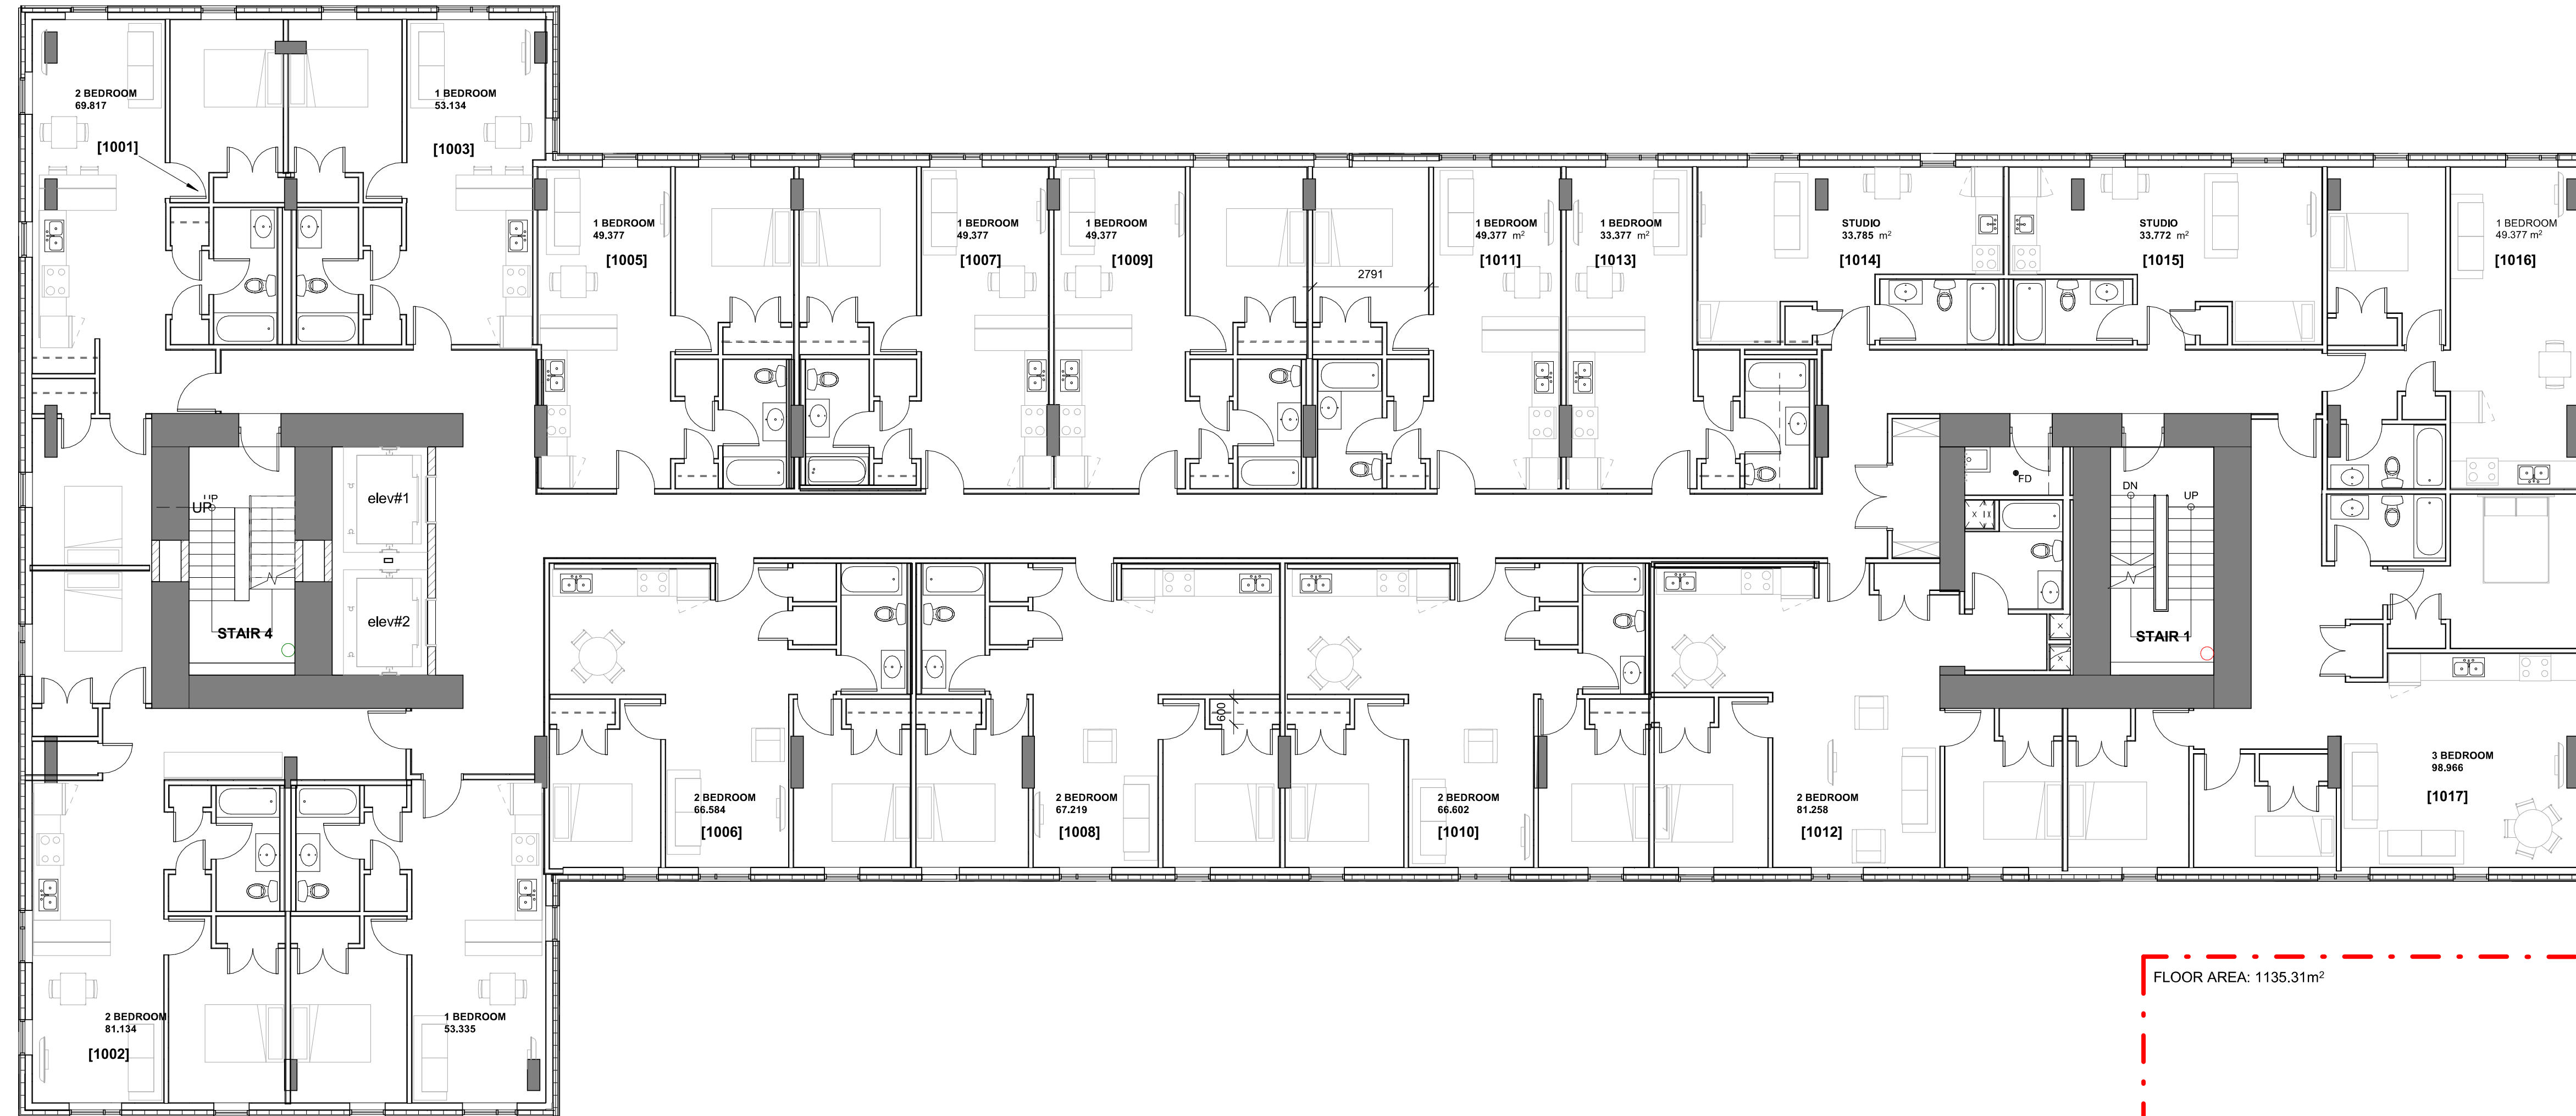 2 BEDROOM
69.817
[1001]
1 BEDROOM
53.134
[1003]
1 BEDROOM
49.377
[1005]
1 BEDROOM
49.377
[1007]
1 BEDROOM
49.377
[1009]
2791
1 BEDROOM
49.377 m²
[1011]
1 BEDROOM
33.377 m²
[1013]
STUDIO
33.785 m²
[1014]
STUDIO
33.772 m²
[1015]
1 BEDROOM
49.377 m²
[1016]
elev#1
UP
UP
elev#2
STAIR 4
FD
DN
UP
STAIR 1
600
2 BEDROOM
66.584
[1006]
2 BEDROOM
67.219
[1008]
2 BEDROOM
66.602
[1010]
2 BEDROOM
81.258
[1012]
3 BEDROOM
98.966
[1017]
2 BEDROOM
81.134
[1002]
1 BEDROOM
53.335
FLOOR AREA: 1135.31m²